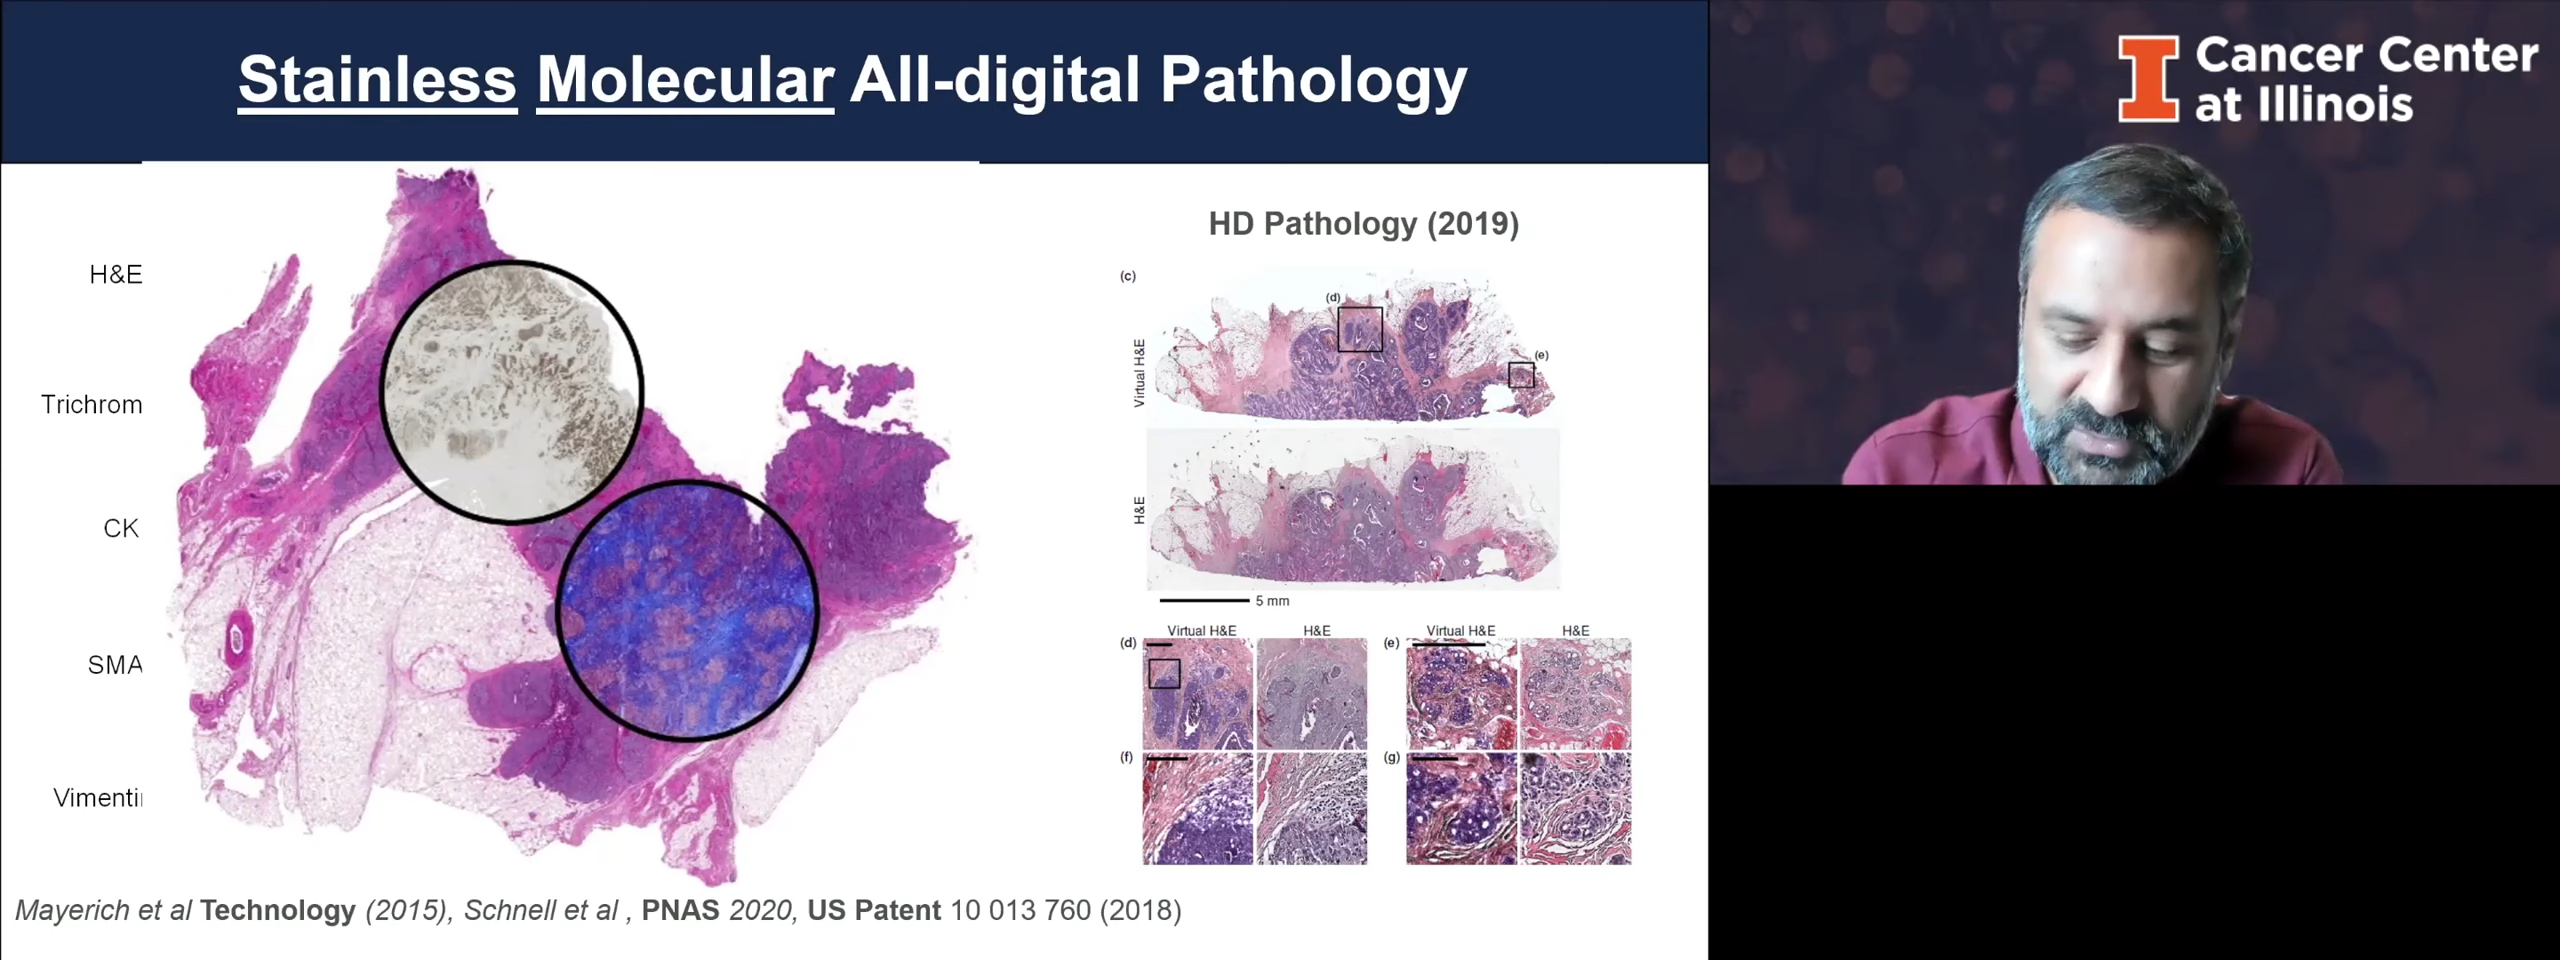 Stainless Molecular All-digital Pathology
Cancer Center
at Illinois
H&E
Trichrom
CK
SMA
Vimenti
HD Pathology (2019)
(c)
(d)
(e)
Virtual H&E
H&E
5 mm
Virtual H&E
H&E
Virtual H&E
H&E
(d)
(e)
(f)
(g)
Mayerich et al Technology (2015), Schnell et al , PNAS 2020, US Patent 10 013 760 (2018)